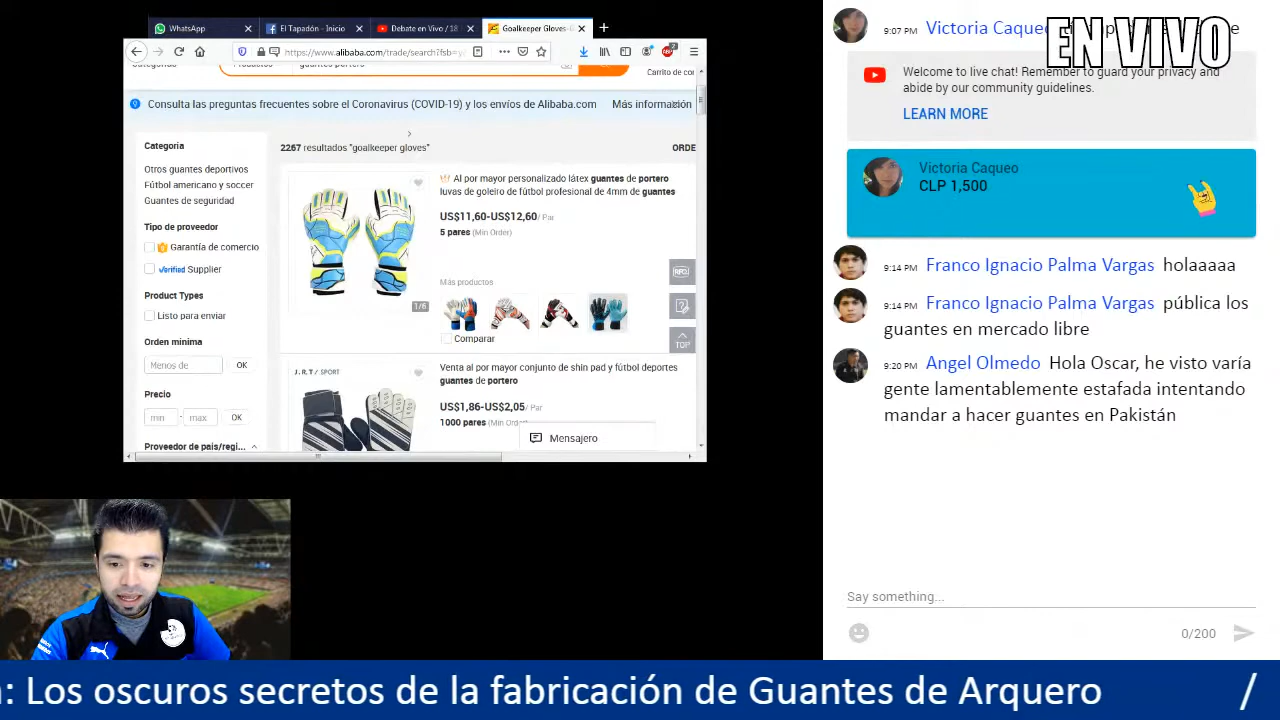 WhatsApp
El Tapadón - Inicio
Debate en Vivo / 18
Goalkeeper Gloves-
https://www.alibaba.com/trade/search?fsb=y
Productos
guantes portero
Carrito de cor
Consulta las preguntas frecuentes sobre el Coronavirus (COVID-19) y los envíos de Alibaba.com
Más información
Categoria
Otros guantes deportivos
Fútbol americano y soccer
Guantes de seguridad
Tipo de proveedor
Garantía de comercio
Verified Supplier
Product Types
Listo para enviar
Orden mínima
Menos de
OK
Precio
min - max OK
Proveedor de país/regi...
2267 resultados "goalkeeper gloves"
ORDE
Al por mayor personalizado látex guantes de portero
luvas de goleiro de fútbol profesional de 4mm de guantes
US$11,60-US$12,60/ Par
5 pares (Min Order)
1/6
Más productos
Comparar
RFQ
TOP
J.R.T/SPORT
Venta al por mayor conjunto de shin pad y fútbol deportes
guantes de portero
US$1,86-US$2,05/ Par
1000 pares (Min Order)
Mensajero
9:07 PM Victoria Caqueo
EN VIVO
Welcome to live chat! Remember to guard your privacy and
abide by our community guidelines.
LEARN MORE
Victoria Caqueo
CLP 1,500
9:14 PM Franco Ignacio Palma Vargas holaaaaa
9:14 PM Franco Ignacio Palma Vargas pública los
guantes en mercado libre
9:20 PM Angel Olmedo Hola Oscar, he visto varía
gente lamentablemente estafada intentando
mandar a hacer guantes en Pakistán
Say something...
0/200
: Los oscuros secretos de la fabricación de Guantes de Arquero /